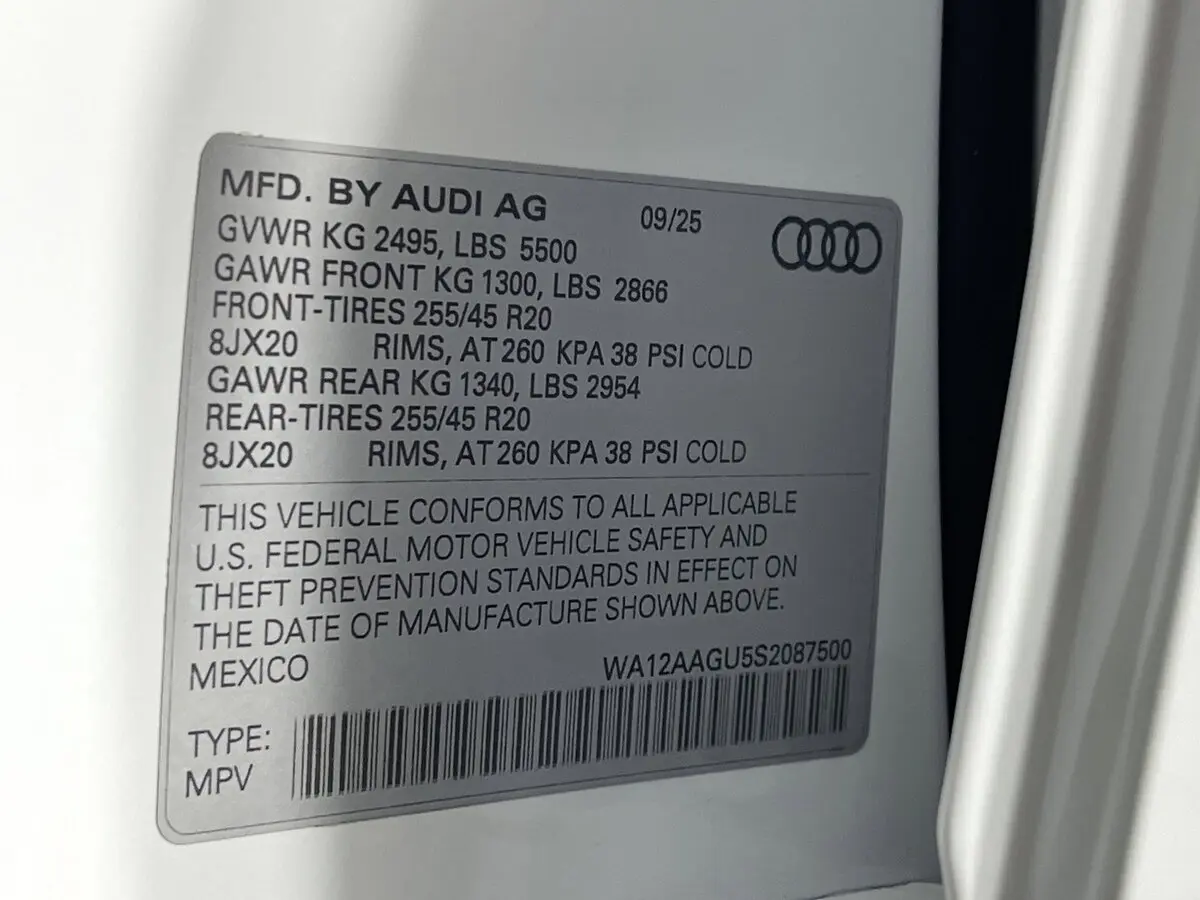 MFD. BY AUDI AG 09/25
GVWR KG 2495, LBS 5500
GAWR FRONT KG 1300, LBS 2866
FRONT-TIRES 255/45 R20
8JX20 RIMS, AT 260 KPA 38 PSI COLD
GAWR REAR KG 1340, LBS 2954
REAR-TIRES 255/45 R20
8JX20 RIMS, AT 260 KPA 38 PSI COLD
THIS VEHICLE CONFORMS TO ALL APPLICABLE
U.S. FEDERAL MOTOR VEHICLE SAFETY AND
THEFT PREVENTION STANDARDS IN EFFECT ON
THE DATE OF MANUFACTURE SHOWN ABOVE.
MEXICO WA12AAGU5S2087500
TYPE:
MPV